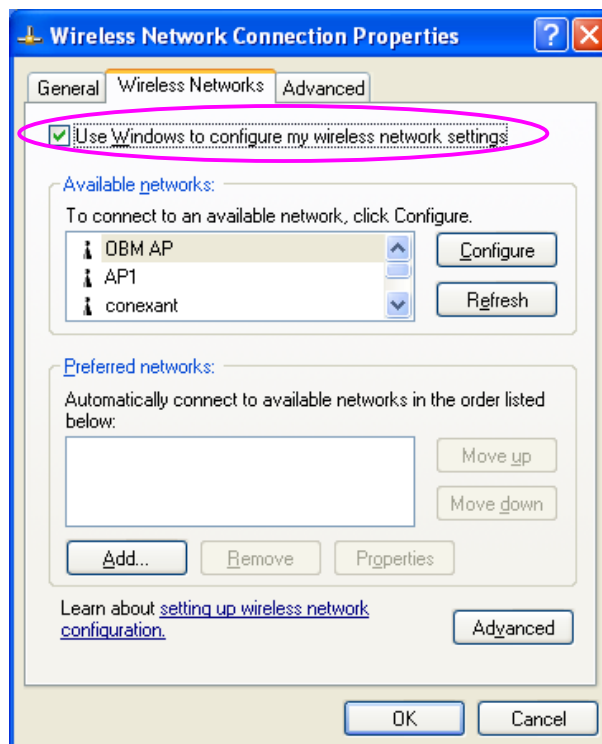 Wireless Network Connection Properties
General Wireless Networks Advanced
Use Windows to configure my wireless network settings
Available networks:
To connect to an available network, click Configure.
OBM AP
AP1
conexant
Configure
Refresh
Preferred networks:
Automatically connect to available networks in the order listed
below:
Move up
Move down
Add... Remove Properties
Learn about setting up wireless network
configuration.
Advanced
OK Cancel